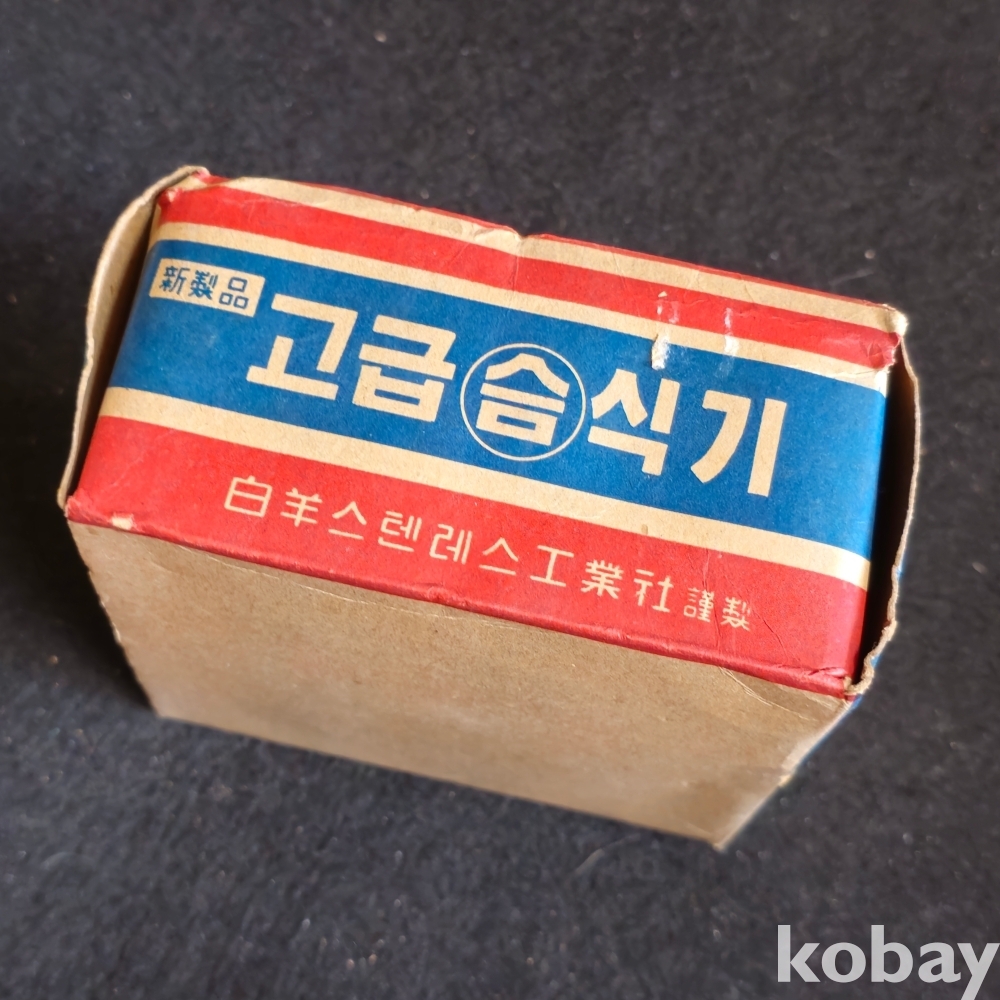 新製品
고급 슴 식기
白羊스텐레스工業社 謹製
kobay